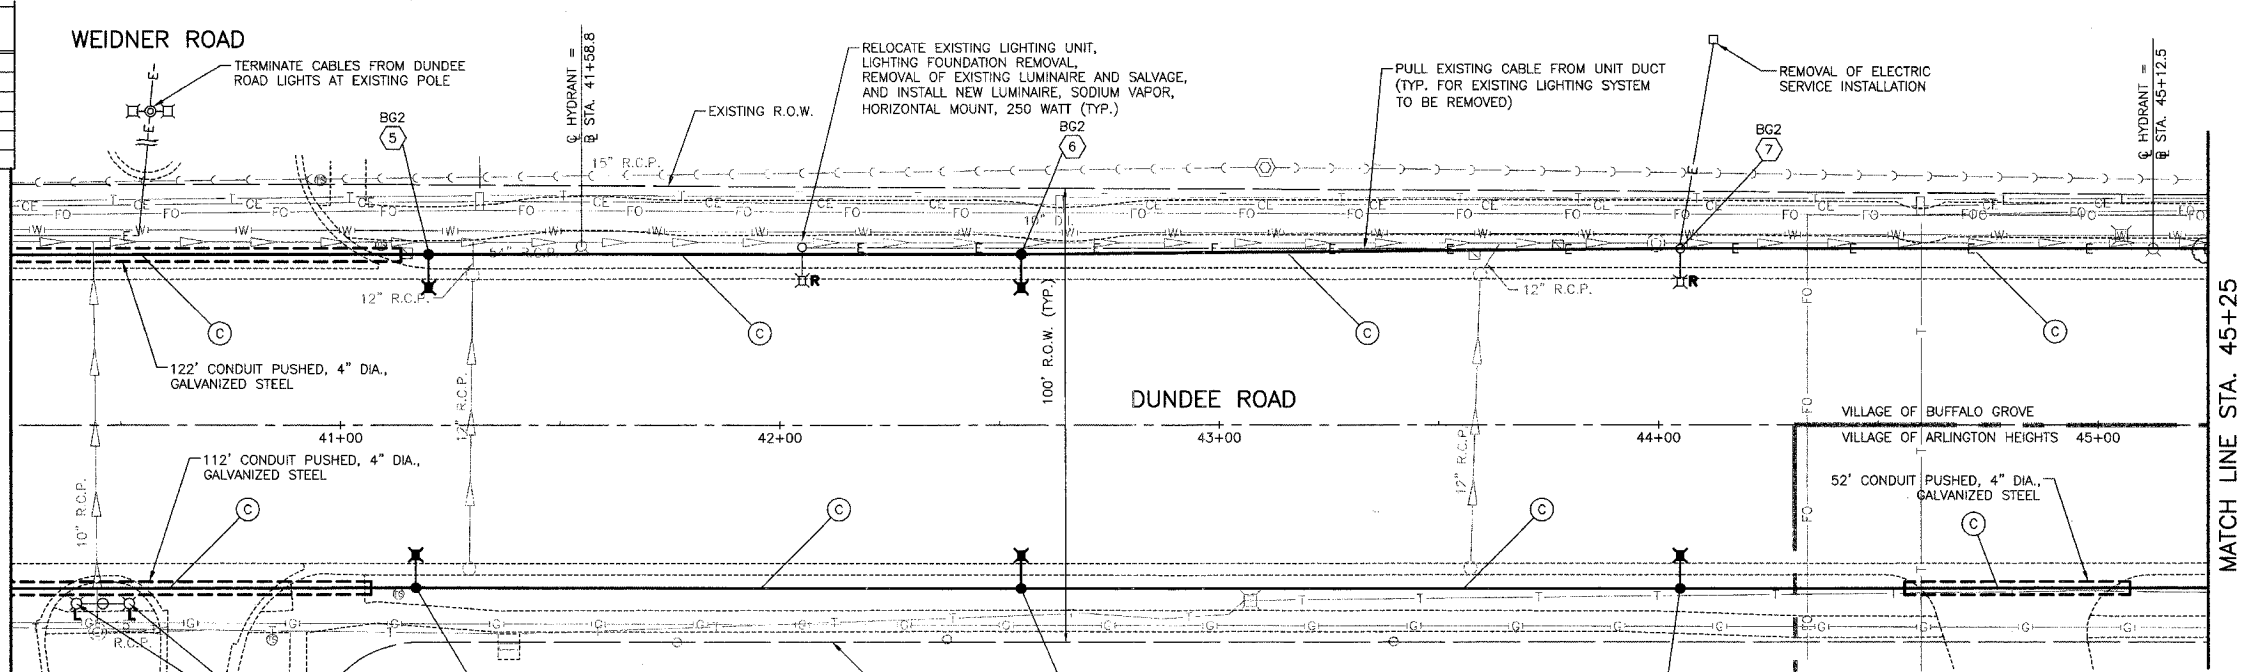 WEIDNER ROAD
TERMINATE CABLES FROM DUNDEE
ROAD LIGHTS AT EXISTING POLE
BG2
5
℄ HYDRANT =
STA. 41+58.8
EXISTING R.O.W.
RELOCATE EXISTING LIGHTING UNIT,
LIGHTING FOUNDATION REMOVAL,
REMOVAL OF EXISTING LUMINAIRE AND SALVAGE,
AND INSTALL NEW LUMINAIRE, SODIUM VAPOR,
HORIZONTAL MOUNT, 250 WATT (TYP.)
BG2
6
PULL EXISTING CABLE FROM UNIT DUCT
(TYP. FOR EXISTING LIGHTING SYSTEM
TO BE REMOVED)
REMOVAL OF ELECTRIC
SERVICE INSTALLATION
BG2
7
℄ HYDRANT =
STA. 45+12.5
15" R.C.P.
R
R
12" R.C.P.
12" R.C.P.
C
C
C
C
122' CONDUIT PUSHED, 4" DIA.,
GALVANIZED STEEL
12" R.C.P.
100' R.O.W. (TYP.)
DUNDEE ROAD
12" R.C.P.
VILLAGE OF BUFFALO GROVE
41+00
42+00
43+00
44+00
VILLAGE OF ARLINGTON HEIGHTS
45+00
112' CONDUIT PUSHED, 4" DIA.,
GALVANIZED STEEL
10" R.C.P.
C
C
C
52' CONDUIT PUSHED, 4" DIA.,
GALVANIZED STEEL
C
R.C.P.
MATCH LINE STA. 45+25